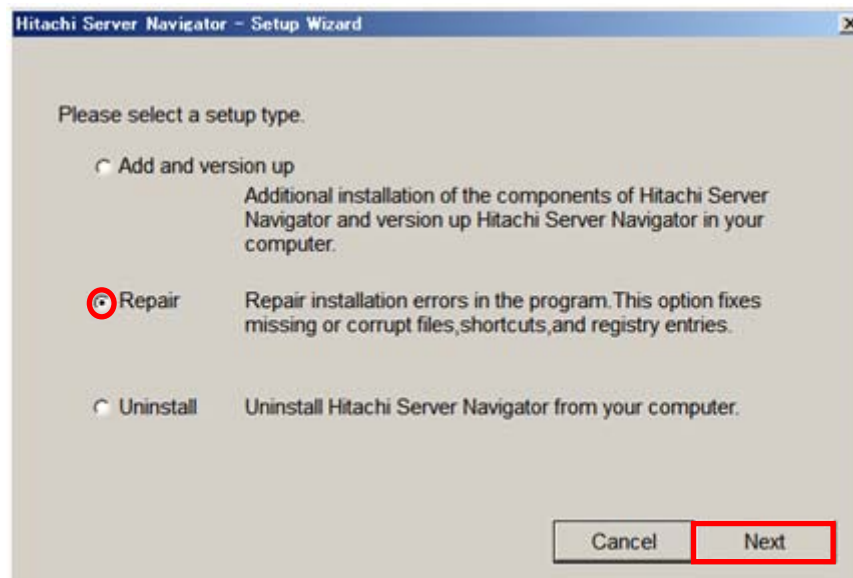 Hitachi Server Navigator - Setup Wizard
Please select a setup type.
Add and version up
Additional installation of the components of Hitachi Server
Navigator and version up Hitachi Server Navigator in your
computer.
Repair
Repair installation errors in the program.This option fixes
missing or corrupt files,shortcuts,and registry entries.
Uninstall
Uninstall Hitachi Server Navigator from your computer.
Cancel
Next